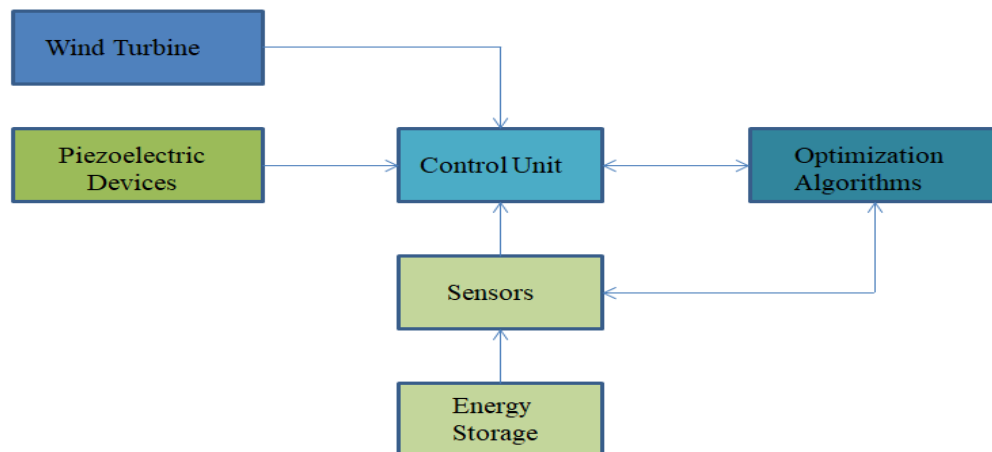 Wind Turbine
Piezoelectric
Devices
Control Unit
Optimization
Algorithms
Sensors
Energy
Storage